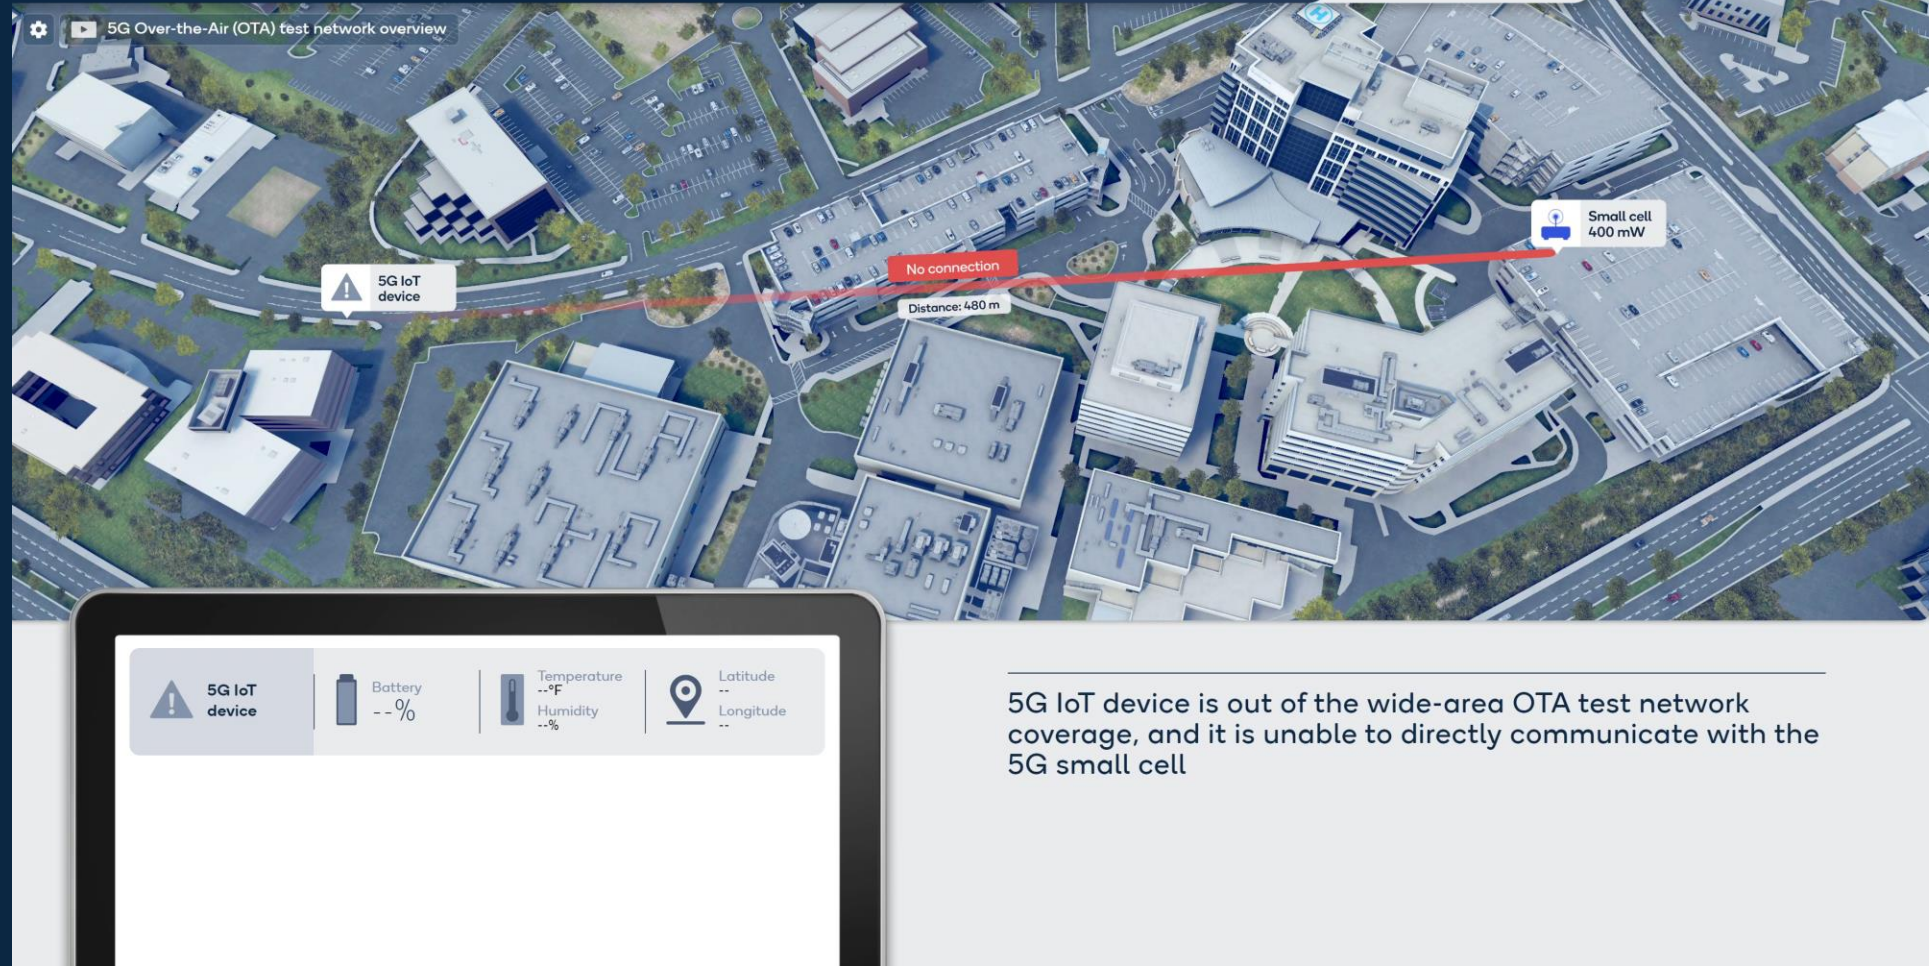 5G Over-the-Air (OTA) test network overview
H
Small cell
400 mW
No connection
5G IoT
device
Distance: 480 m
5G IoT
device
Battery
--%
Temperature
--°F
Humidity
--%
Latitude
--
Longitude
--
5G IoT device is out of the wide-area OTA test network
coverage, and it is unable to directly communicate with the
5G small cell